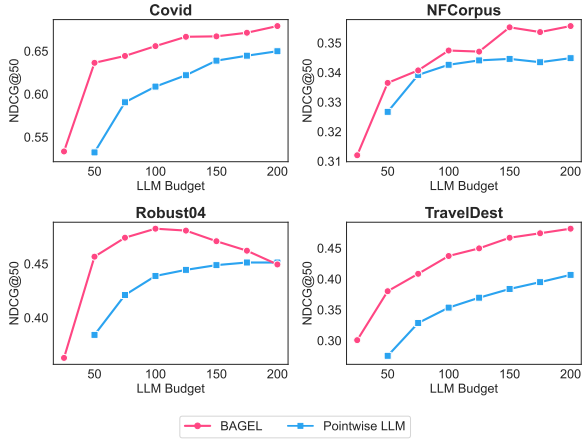 Covid
NDCG@50
0.65
0.60
0.55
50 100 150 200
LLM Budget
NFCorpus
NDCG@50
0.35
0.34
0.33
0.32
0.31
50 100 150 200
LLM Budget
Robust04
NDCG@50
0.45
0.40
50 100 150 200
LLM Budget
TravelDest
NDCG@50
0.45
0.40
0.35
0.30
50 100 150 200
LLM Budget
BAGEL Pointwise LLM